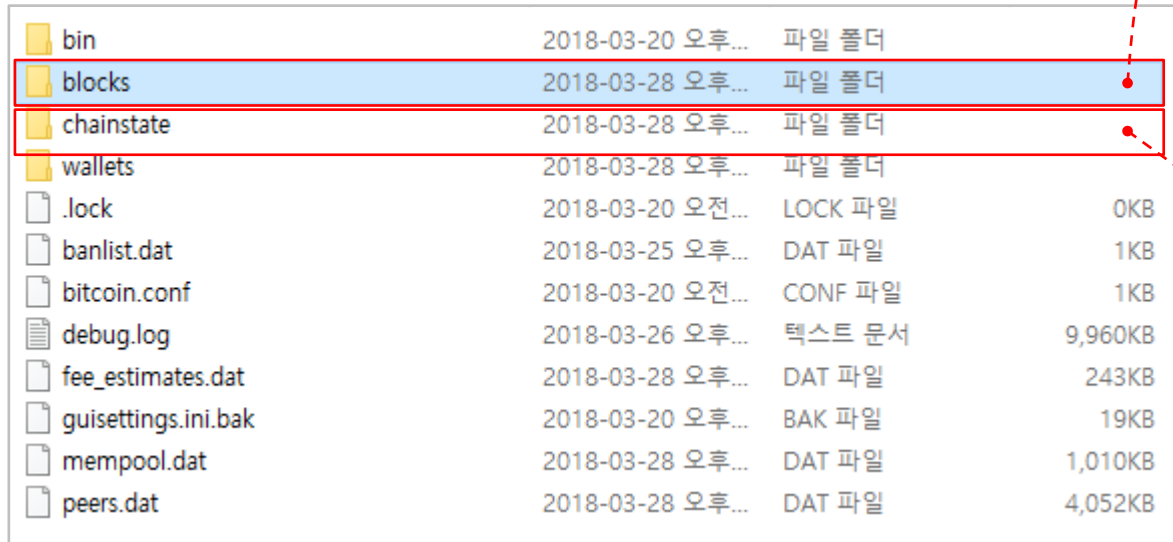 bin 2018-03-20 오후... 파일 폴더
blocks 2018-03-28 오후... 파일 폴더
chainstate 2018-03-28 오후... 파일 폴더
wallets 2018-03-28 오후... 파일 폴더
.lock 2018-03-20 오전... LOCK 파일 0KB
banlist.dat 2018-03-25 오후... DAT 파일 1KB
bitcoin.conf 2018-03-20 오전... CONF 파일 1KB
debug.log 2018-03-26 오후... 텍스트 문서 9,960KB
fee_estimates.dat 2018-03-28 오후... DAT 파일 243KB
guisettings.ini.bak 2018-03-20 오후... BAK 파일 19KB
mempool.dat 2018-03-28 오후... DAT 파일 1,010KB
peers.dat 2018-03-28 오후... DAT 파일 4,052KB